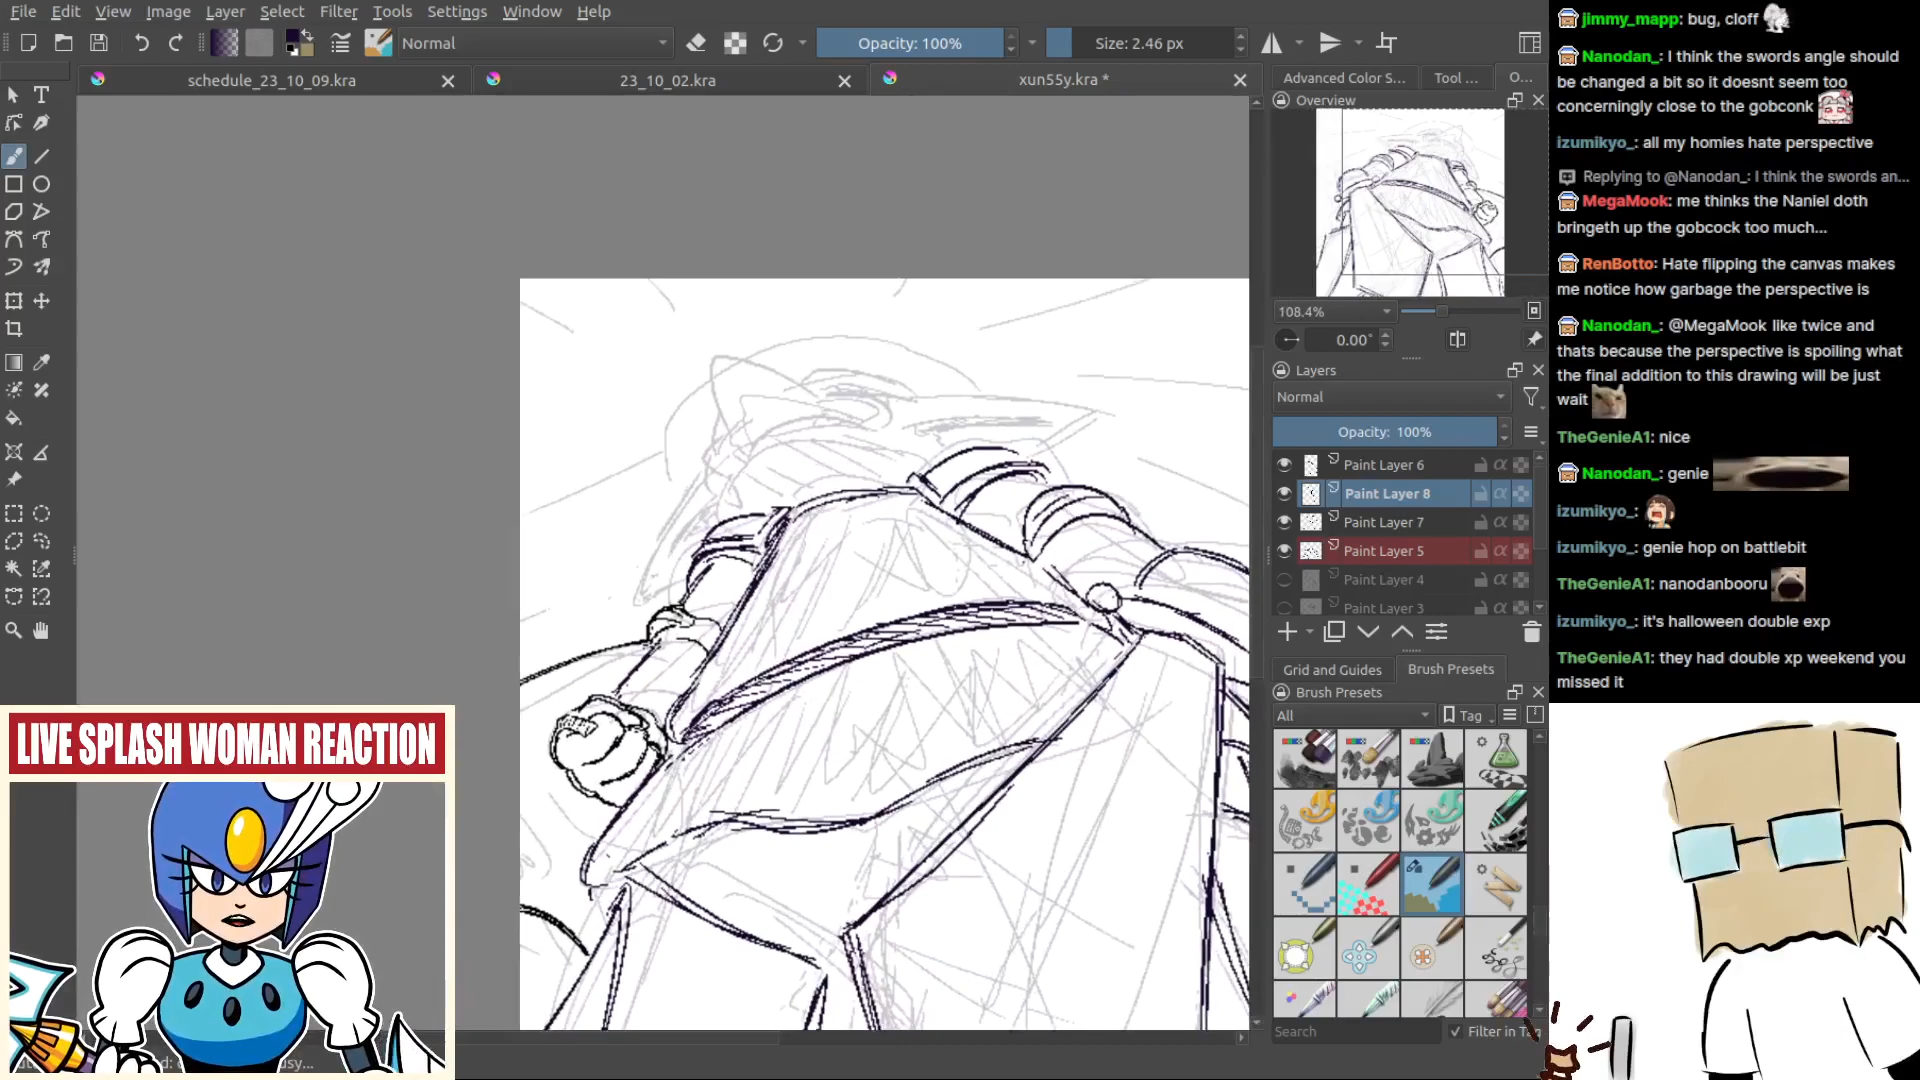 File Edit View Image Layer Select Filter Tools Settings Window Help
Normal
Opacity: 100%
Size: 2.46 px
schedule_23_10_09.kra
23_10_02.kra
xun55y.kra *
Advanced Color S...
Tool ...
O...
Overview
108.4%
0.00°
Layers
Normal
Opacity: 100%
Paint Layer 6
Paint Layer 8
Paint Layer 7
Paint Layer 5
Paint Layer 4
Paint Layer 3
Grid and Guides
Brush Presets
Brush Presets
All
Tag
Search
Filter in Tag
LIVE SPLASH WOMAN REACTION
jimmy_mapp: bug, cloff
Nanodan_: I think the swords angle should
be changed a bit so it doesnt seem too
concerningly close to the gobconk
izumikyo_: all my homies hate perspective
Replying to @Nanodan_: I think the swords an...
MegaMook: me thinks the Naniel doth
bringeth up the gobcock too much...
RenBotto: Hate flipping the canvas makes
me notice how garbage the perspective is
Nanodan_: @MegaMook like twice and
thats because the perspective is spoiling what
the final addition to this drawing will be just
wait
TheGenieA1: nice
Nanodan_: genie
izumikyo_:
izumikyo_: genie hop on battlebit
TheGenieA1: nanodanbooru
izumikyo_: it's halloween double exp
TheGenieA1: they had double xp weekend you
missed it